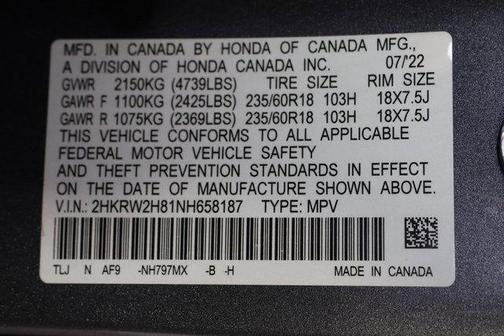 MFD. IN CANADA BY HONDA OF CANADA MFG.,
A DIVISION OF HONDA CANADA INC. 07/'22
GVWR 2150KG (4739LBS) TIRE SIZE RIM SIZE
GAWR F 1100KG (2425LBS) 235/60R18 103H 18X7.5J
GAWR R 1075KG (2369LBS) 235/60R18 103H 18X7.5J
THIS VEHICLE CONFORMS TO ALL APPLICABLE
FEDERAL MOTOR VEHICLE SAFETY
AND THEFT PREVENTION STANDARDS IN EFFECT
ON THE DATE OF MANUFACTURE SHOWN ABOVE.
V.I.N.: 2HKRW2H81NH658187 TYPE: MPV
TLJ N AF9 -NH797MX -B -H MADE IN CANADA